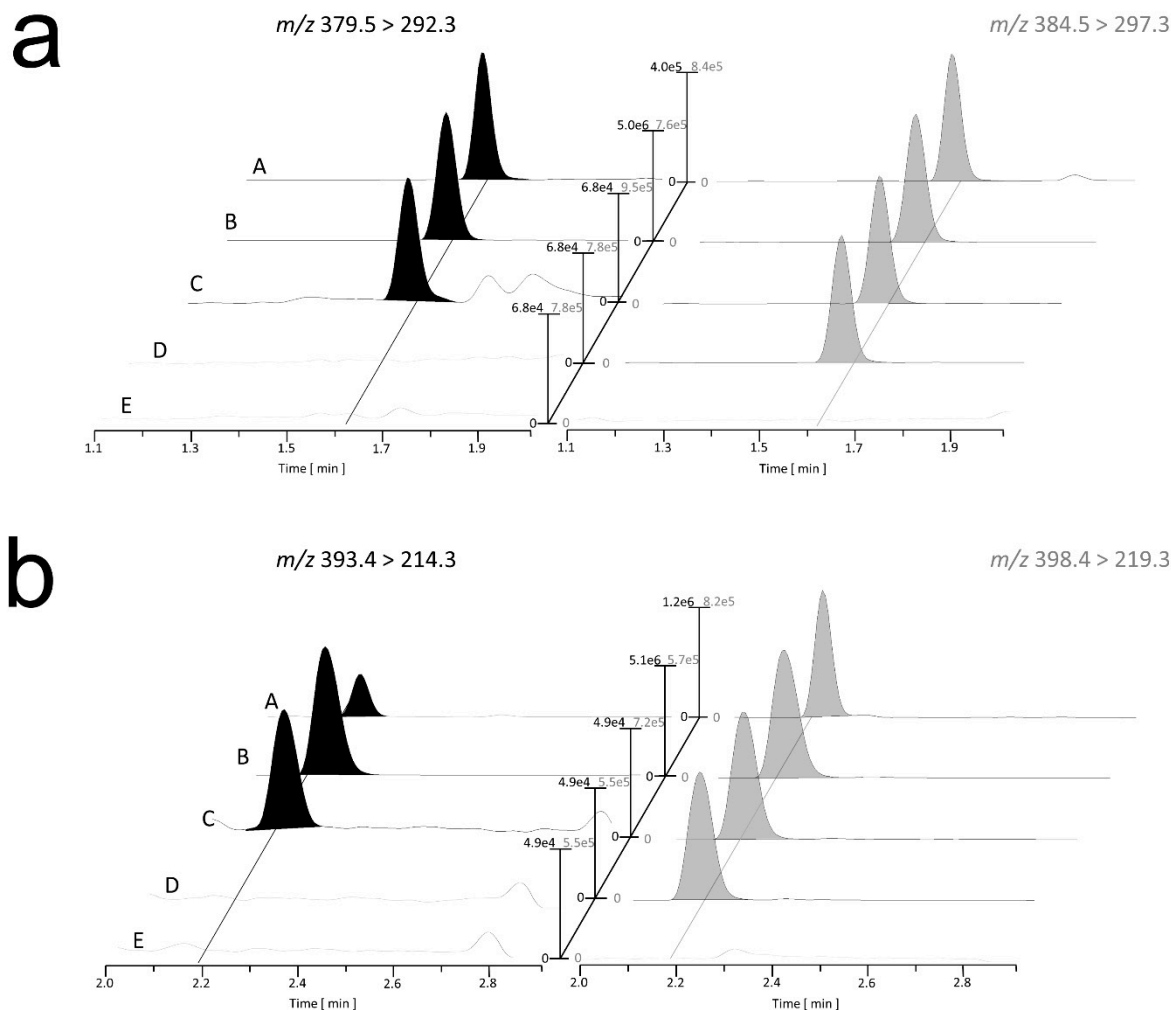 a
m/z 379.5 > 292.3
m/z 384.5 > 297.3
4.0e5 8.4e5
A
5.0e6 7.6e5
0 0
B
6.8e4 9.5e5
0 0
C
6.8e4 7.8e5
0 0
D
6.8e4 7.8e5
0 0
E
0 0
1.1 1.3 1.5 1.7 1.9 1.1 1.3 1.5 1.7 1.9
Time [ min ] Time [ min ]
b
m/z 393.4 > 214.3
m/z 398.4 > 219.3
1.2e6 8.2e5
A
5.1e6 5.7e5
0 0
B
4.9e4 7.2e5
0 0
C
4.9e4 5.5e5
0 0
D
4.9e4 5.5e5
0 0
E
0 0
2.0 2.2 2.4 2.6 2.8 2.0 2.2 2.4 2.6 2.8
Time [ min ] Time [ min ]